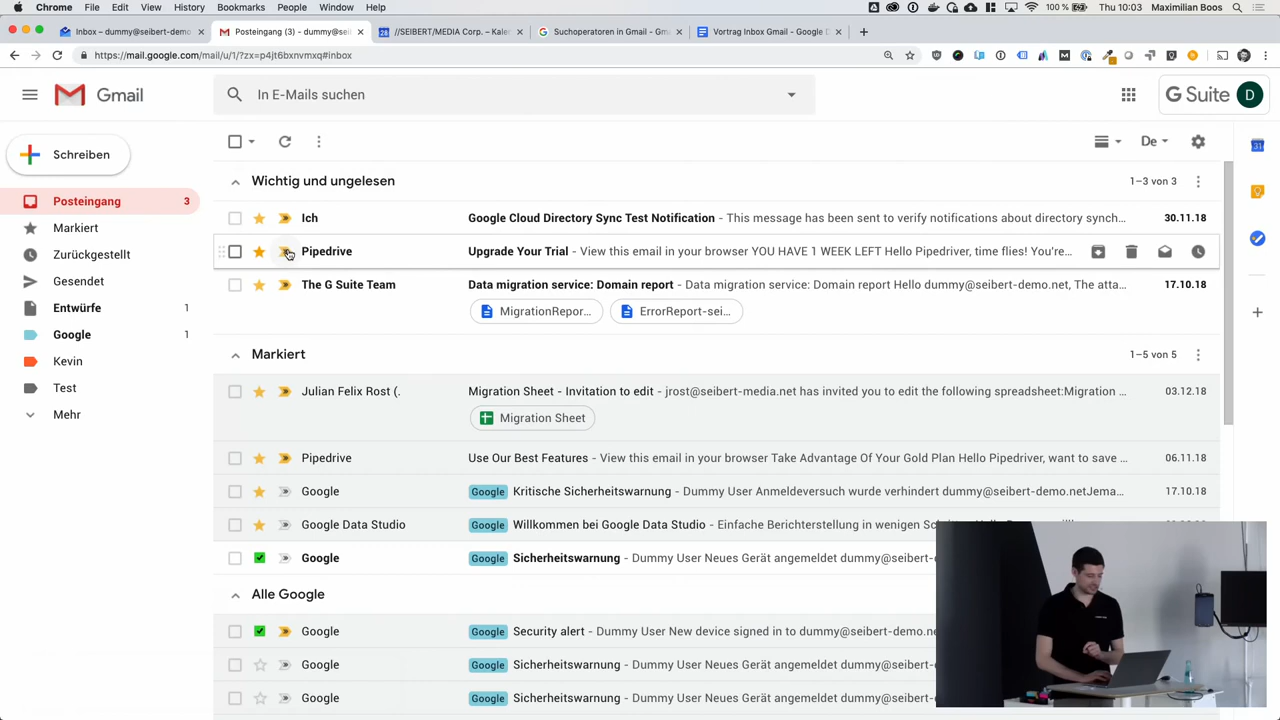 Chrome File Edit View History Bookmarks People Window Help 100 % Thu 10:03 Maximilian Boos
Inbox – dummy@seibert-demo × Posteingang (3) - dummy@sei × //SEIBERT/MEDIA Corp. – Kale × Suchoperatoren in Gmail - Gm × Vortrag Inbox Gmail - Google D ×
https://mail.google.com/mail/u/1/?zx=p4jt6bxnvmxq#inbox
Gmail In E-Mails suchen G Suite D
Schreiben De
Posteingang 3
Markiert
Zurückgestellt
Gesendet
Entwürfe 1
Google 1
Kevin
Test
Mehr
Wichtig und ungelesen 1–3 von 3
Ich Google Cloud Directory Sync Test Notification - This message has been sent to verify notifications about directory synch... 30.11.18
Pipedrive Upgrade Your Trial - View this email in your browser YOU HAVE 1 WEEK LEFT Hello Pipedriver, time flies! You're...
The G Suite Team Data migration service: Domain report - Data migration service: Domain report Hello dummy@seibert-demo.net, The atta... 17.10.18
MigrationRepor... ErrorReport-sei...
Markiert 1–5 von 5
Julian Felix Rost (. Migration Sheet - Invitation to edit - jrost@seibert-media.net has invited you to edit the following spreadsheet:Migration ... 03.12.18
Migration Sheet
Pipedrive Use Our Best Features - View this email in your browser Take Advantage Of Your Gold Plan Hello Pipedriver, want to save ... 06.11.18
Google Google Kritische Sicherheitswarnung - Dummy User Anmeldeversuch wurde verhindert dummy@seibert-demo.netJema... 17.10.18
Google Data Studio Google Willkommen bei Google Data Studio - Einfache Berichterstellung in wenigen
Google Google Sicherheitswarnung - Dummy User Neues Gerät angemeldet dummy@seibert-
Alle Google
Google Google Security alert - Dummy User New device signed in to dummy@seibert-demo.ne
Google Google Sicherheitswarnung - Dummy User Neues Gerät angemeldet dummy@seibert-
Google Google Sicherheitswarnung - Dummy User Neues Gerät angemeldet dummy@seibert-